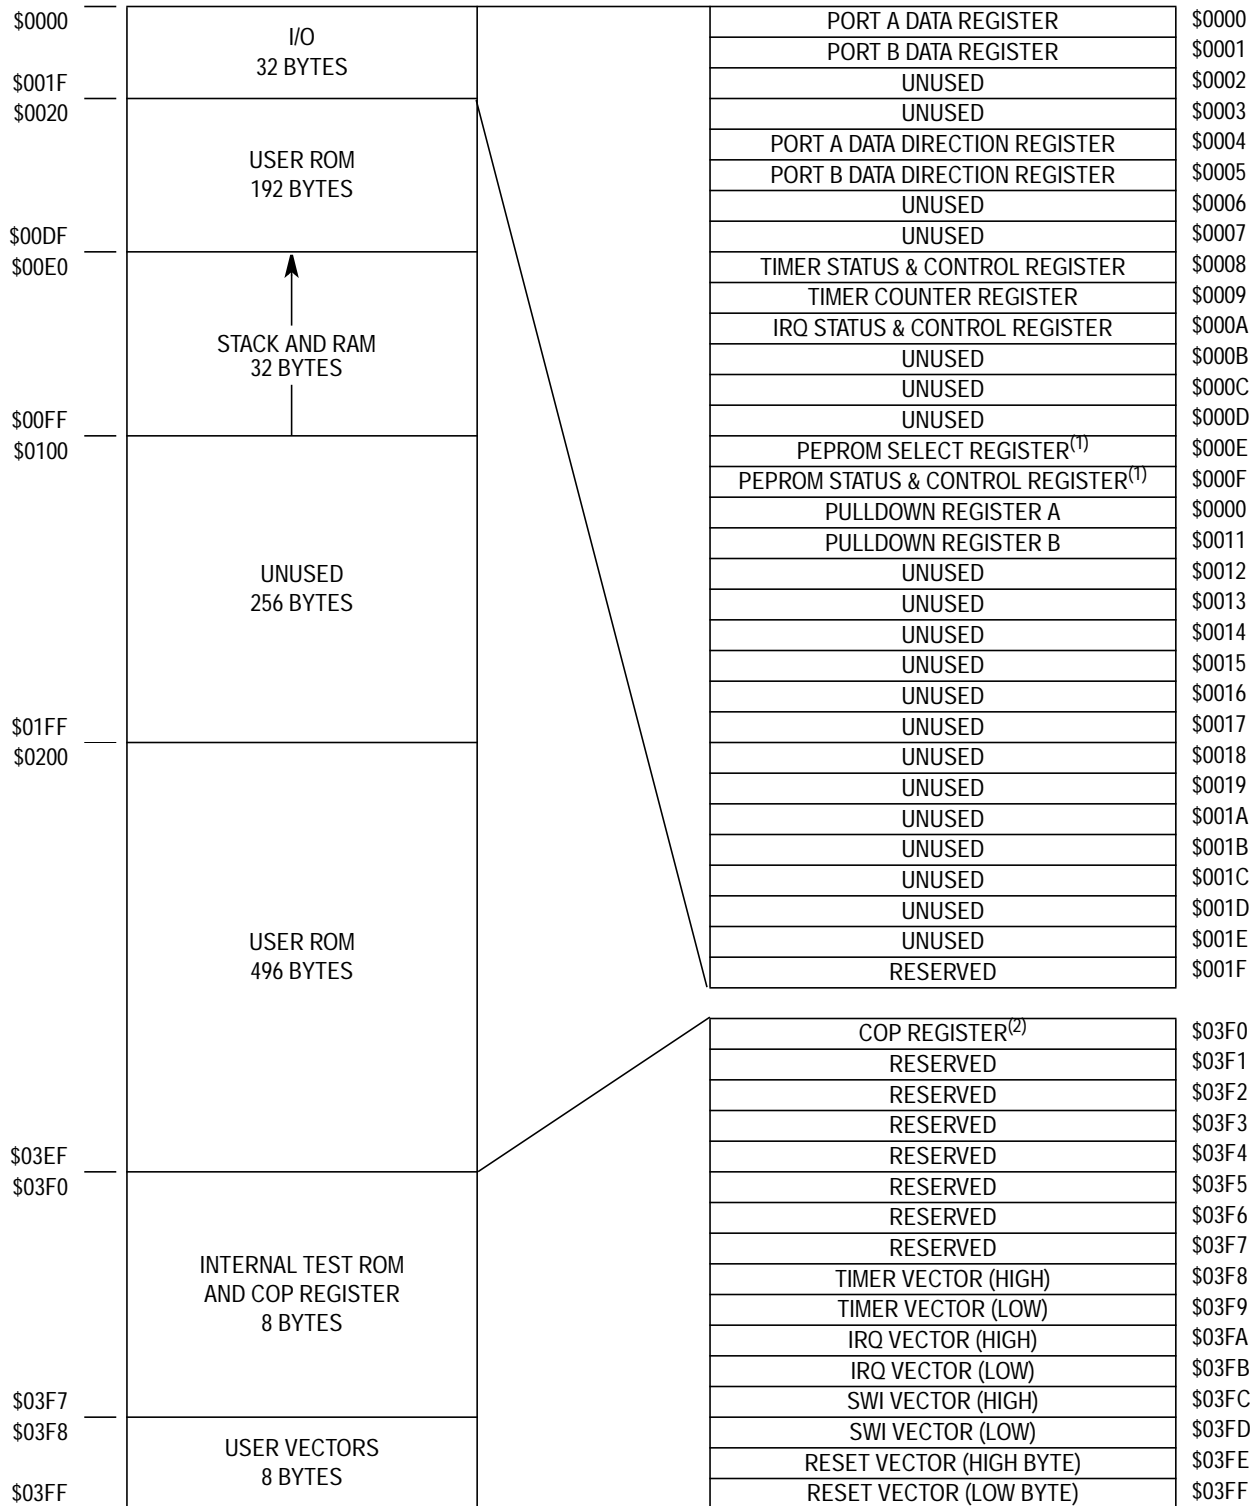 $0000
I/O
32 BYTES
$001F
$0020
USER ROM
192 BYTES
$00DF
$00E0
STACK AND RAM
32 BYTES
$00FF
$0100
UNUSED
256 BYTES
$01FF
$0200
USER ROM
496 BYTES
$03EF
$03F0
INTERNAL TEST ROM
AND COP REGISTER
8 BYTES
$03F7
$03F8
USER VECTORS
8 BYTES
$03FF
PORT A DATA REGISTER $0000
PORT B DATA REGISTER $0001
UNUSED $0002
UNUSED $0003
PORT A DATA DIRECTION REGISTER $0004
PORT B DATA DIRECTION REGISTER $0005
UNUSED $0006
UNUSED $0007
TIMER STATUS & CONTROL REGISTER $0008
TIMER COUNTER REGISTER $0009
IRQ STATUS & CONTROL REGISTER $000A
UNUSED $000B
UNUSED $000C
UNUSED $000D
PEPROM SELECT REGISTER(1) $000E
PEPROM STATUS & CONTROL REGISTER(1) $000F
PULLDOWN REGISTER A $0000
PULLDOWN REGISTER B $0011
UNUSED $0012
UNUSED $0013
UNUSED $0014
UNUSED $0015
UNUSED $0016
UNUSED $0017
UNUSED $0018
UNUSED $0019
UNUSED $001A
UNUSED $001B
UNUSED $001C
UNUSED $001D
UNUSED $001E
RESERVED $001F
COP REGISTER(2) $03F0
RESERVED $03F1
RESERVED $03F2
RESERVED $03F3
RESERVED $03F4
RESERVED $03F5
RESERVED $03F6
RESERVED $03F7
TIMER VECTOR (HIGH) $03F8
TIMER VECTOR (LOW) $03F9
IRQ VECTOR (HIGH) $03FA
IRQ VECTOR (LOW) $03FB
SWI VECTOR (HIGH) $03FC
SWI VECTOR (LOW) $03FD
RESET VECTOR (HIGH BYTE) $03FE
RESET VECTOR (LOW BYTE) $03FF